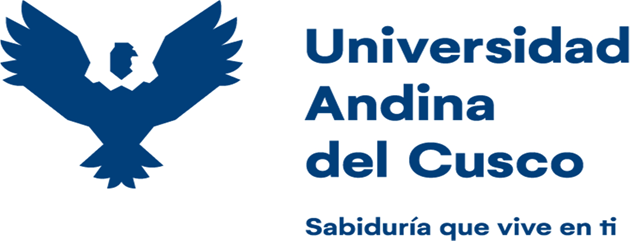 Universidad
Andina
del Cusco
Sabiduría que vive en ti